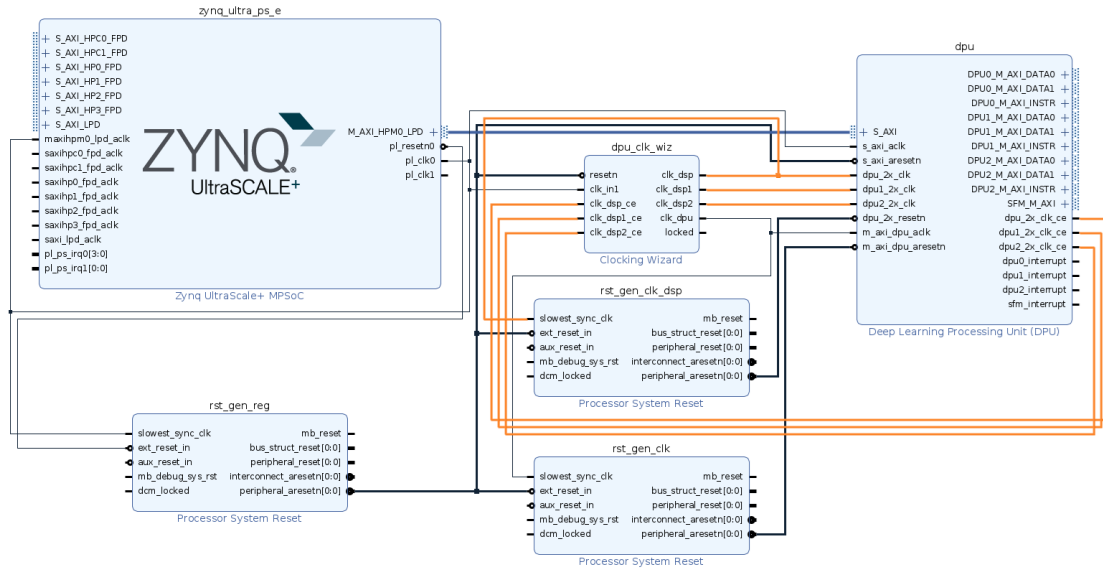 zynq_ultra_ps_e
S_AXI_HPC0_FPD
S_AXI_HPC1_FPD
S_AXI_HP0_FPD
S_AXI_HP1_FPD
S_AXI_HP2_FPD
S_AXI_HP3_FPD
S_AXI_LPD
maxihpm0_lpd_aclk
saxihpc0_fpd_aclk
saxihpc1_fpd_aclk
saxihp0_fpd_aclk
saxihp1_fpd_aclk
saxihp2_fpd_aclk
saxihp3_fpd_aclk
saxi_lpd_aclk
pl_ps_irq0[3:0]
pl_ps_irq1[0:0]
ZYNQ
UltraSCALE+
M_AXI_HPM0_LPD
pl_resetn0
pl_clk0
pl_clk1
Zynq UltraScale+ MPSoC
dpu_clk_wiz
resetn
clk_in1
clk_dsp_ce
clk_dsp1_ce
clk_dsp2_ce
clk_dsp
clk_dsp1
clk_dsp2
clk_dpu
locked
Clocking Wizard
dpu
S_AXI
s_axi_aclk
s_axi_aresetn
dpu_2x_clk
dpu1_2x_clk
dpu2_2x_clk
dpu_2x_resetn
m_axi_dpu_aclk
m_axi_dpu_aresetn
DPU0_M_AXI_DATA0
DPU0_M_AXI_DATA1
DPU0_M_AXI_INSTR
DPU1_M_AXI_DATA0
DPU1_M_AXI_DATA1
DPU1_M_AXI_INSTR
DPU2_M_AXI_DATA0
DPU2_M_AXI_DATA1
DPU2_M_AXI_INSTR
SFM_M_AXI
dpu_2x_clk_ce
dpu1_2x_clk_ce
dpu2_2x_clk_ce
dpu0_interrupt
dpu1_interrupt
dpu2_interrupt
sfm_interrupt
Deep Learning Processing Unit (DPU)
rst_gen_clk_dsp
slowest_sync_clk
ext_reset_in
aux_reset_in
mb_debug_sys_rst
dcm_locked
mb_reset
bus_struct_reset[0:0]
peripheral_reset[0:0]
interconnect_aresetn[0:0]
peripheral_aresetn[0:0]
Processor System Reset
rst_gen_reg
slowest_sync_clk
ext_reset_in
aux_reset_in
mb_debug_sys_rst
dcm_locked
mb_reset
bus_struct_reset[0:0]
peripheral_reset[0:0]
interconnect_aresetn[0:0]
peripheral_aresetn[0:0]
Processor System Reset
rst_gen_clk
slowest_sync_clk
ext_reset_in
aux_reset_in
mb_debug_sys_rst
dcm_locked
mb_reset
bus_struct_reset[0:0]
peripheral_reset[0:0]
interconnect_aresetn[0:0]
peripheral_aresetn[0:0]
Processor System Reset